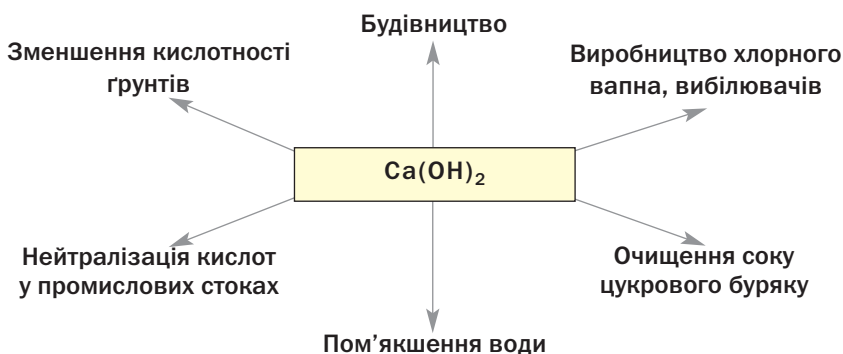 Будівництво
Зменшення кислотності
ґрунтів
Виробництво хлорного
вапна, вибілювачів
Ca(OH)₂
Нейтралізація кислот
у промислових стоках
Очищення соку
цукрового буряку
Пом’якшення води